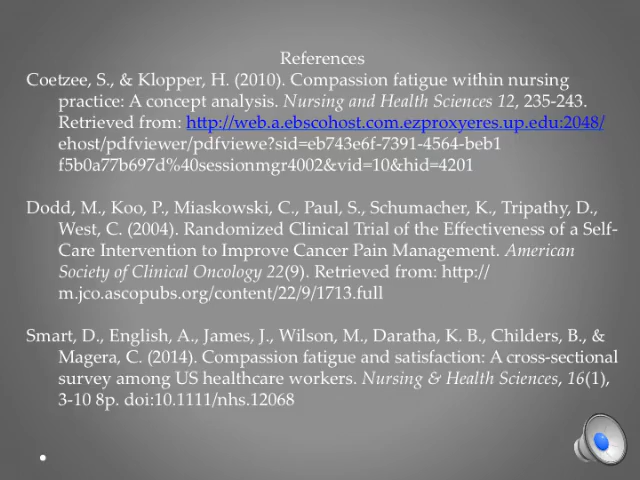 References
Coetzee, S., & Klopper, H. (2010). Compassion fatigue within nursing
practice: A concept analysis. Nursing and Health Sciences 12, 235-243.
Retrieved from: http://web.a.ebscohost.com.ezproxyeres.up.edu:2048/
ehost/pdfviewer/pdfviewe?sid=eb743e6f-7391-4564-beb1
f5b0a77b697d%40sessionmgr4002&vid=10&hid=4201
Dodd, M., Koo, P., Miaskowski, C., Paul, S., Schumacher, K., Tripathy, D.,
West, C. (2004). Randomized Clinical Trial of the Effectiveness of a Self-
Care Intervention to Improve Cancer Pain Management. American
Society of Clinical Oncology 22(9). Retrieved from: http://
m.jco.ascopubs.org/content/22/9/1713.full
Smart, D., English, A., James, J., Wilson, M., Daratha, K. B., Childers, B., &
Magera, C. (2014). Compassion fatigue and satisfaction: A cross-sectional
survey among US healthcare workers. Nursing & Health Sciences, 16(1),
3-10 8p. doi:10.1111/nhs.12068